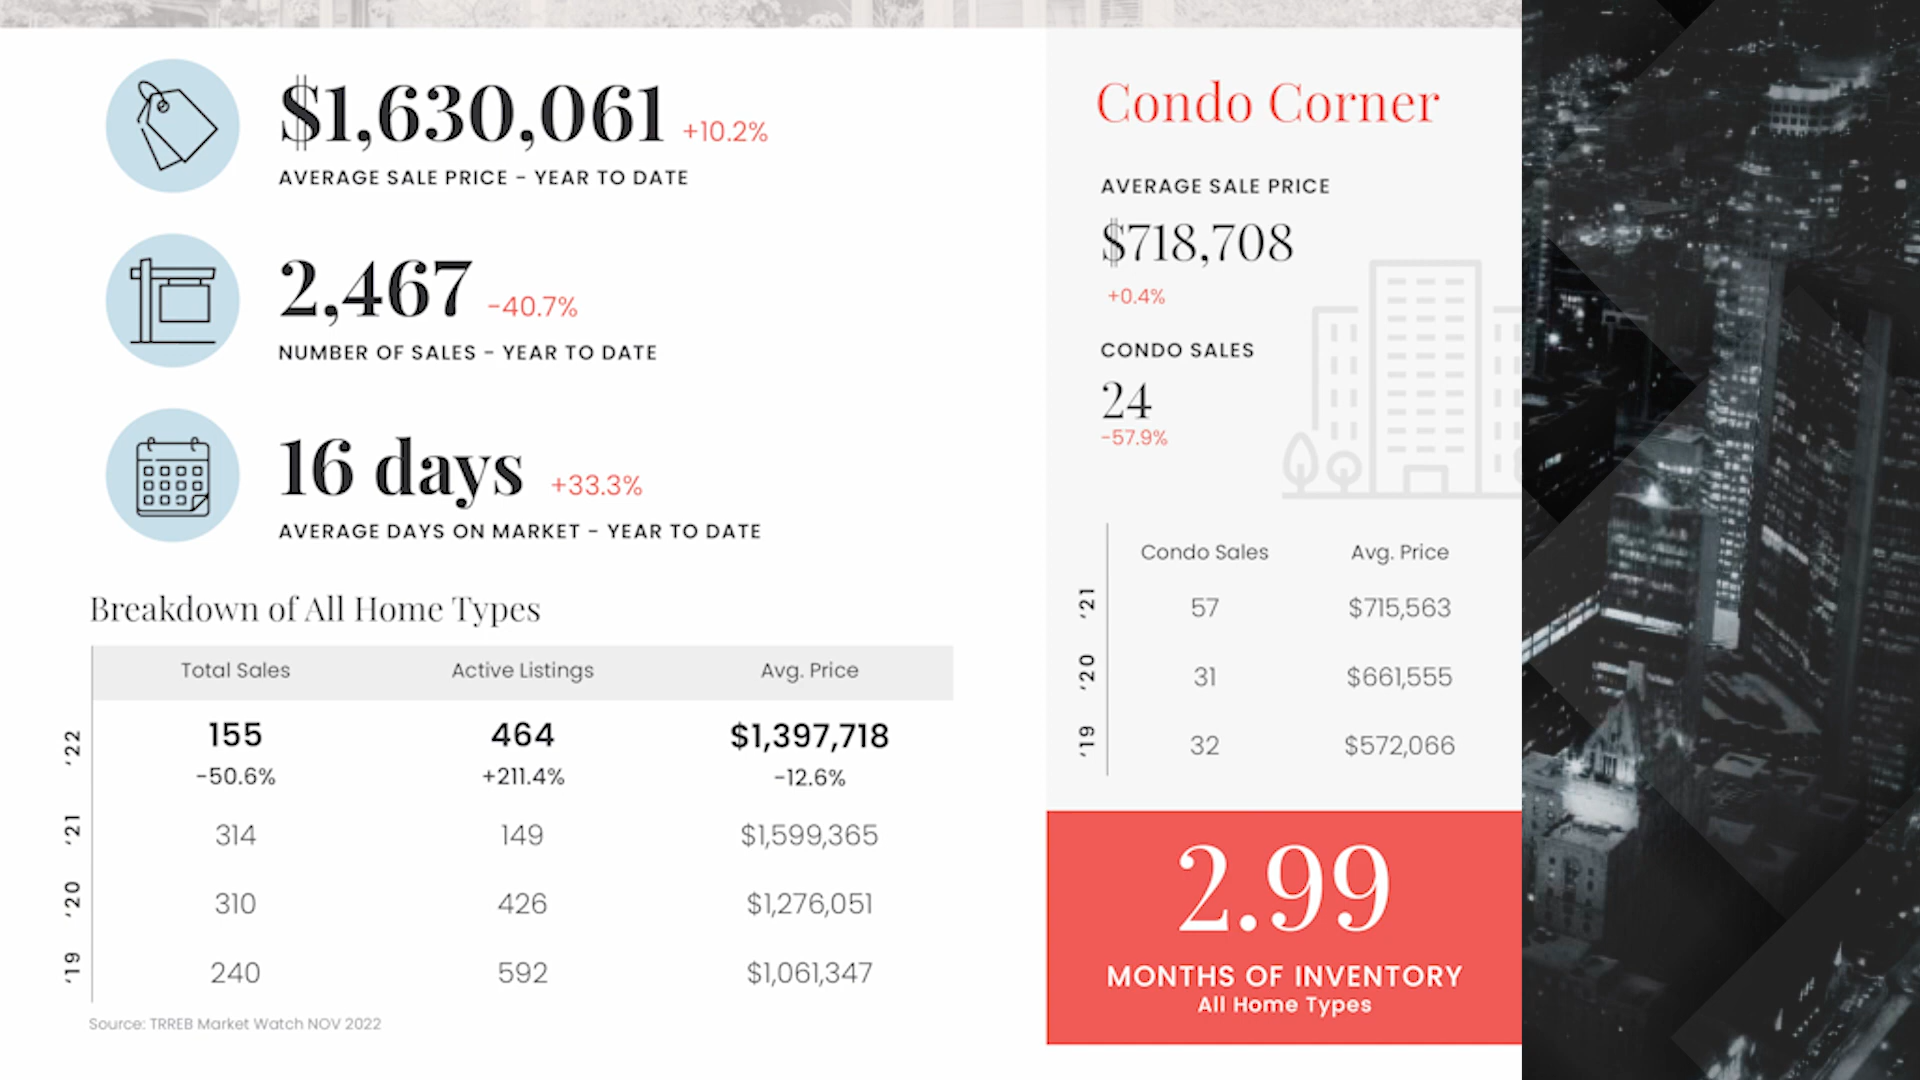 $1,630,061 +10.2%
AVERAGE SALE PRICE - YEAR TO DATE
2,467 -40.7%
NUMBER OF SALES - YEAR TO DATE
16 days +33.3%
AVERAGE DAYS ON MARKET - YEAR TO DATE
Breakdown of All Home Types
Total Sales Active Listings Avg. Price
'22 155 464 $1,397,718
-50.6% +211.4% -12.6%
'21 314 149 $1,599,365
'20 310 426 $1,276,051
'19 240 592 $1,061,347
Source: TRREB Market Watch NOV 2022
Condo Corner
AVERAGE SALE PRICE
$718,708
+0.4%
CONDO SALES
24
-57.9%
Condo Sales Avg. Price
'21 57 $715,563
'20 31 $661,555
'19 32 $572,066
2.99
MONTHS OF INVENTORY
All Home Types